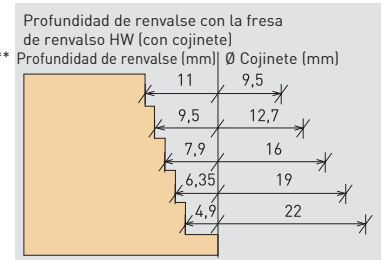 Profundidad de renvalse con la fresa
de renvalso HW (con cojinete)
** Profundidad de renvalse (mm) Ø Cojinete (mm)
11 9,5
9,5 12,7
7,9 16
6,35 19
4,9 22